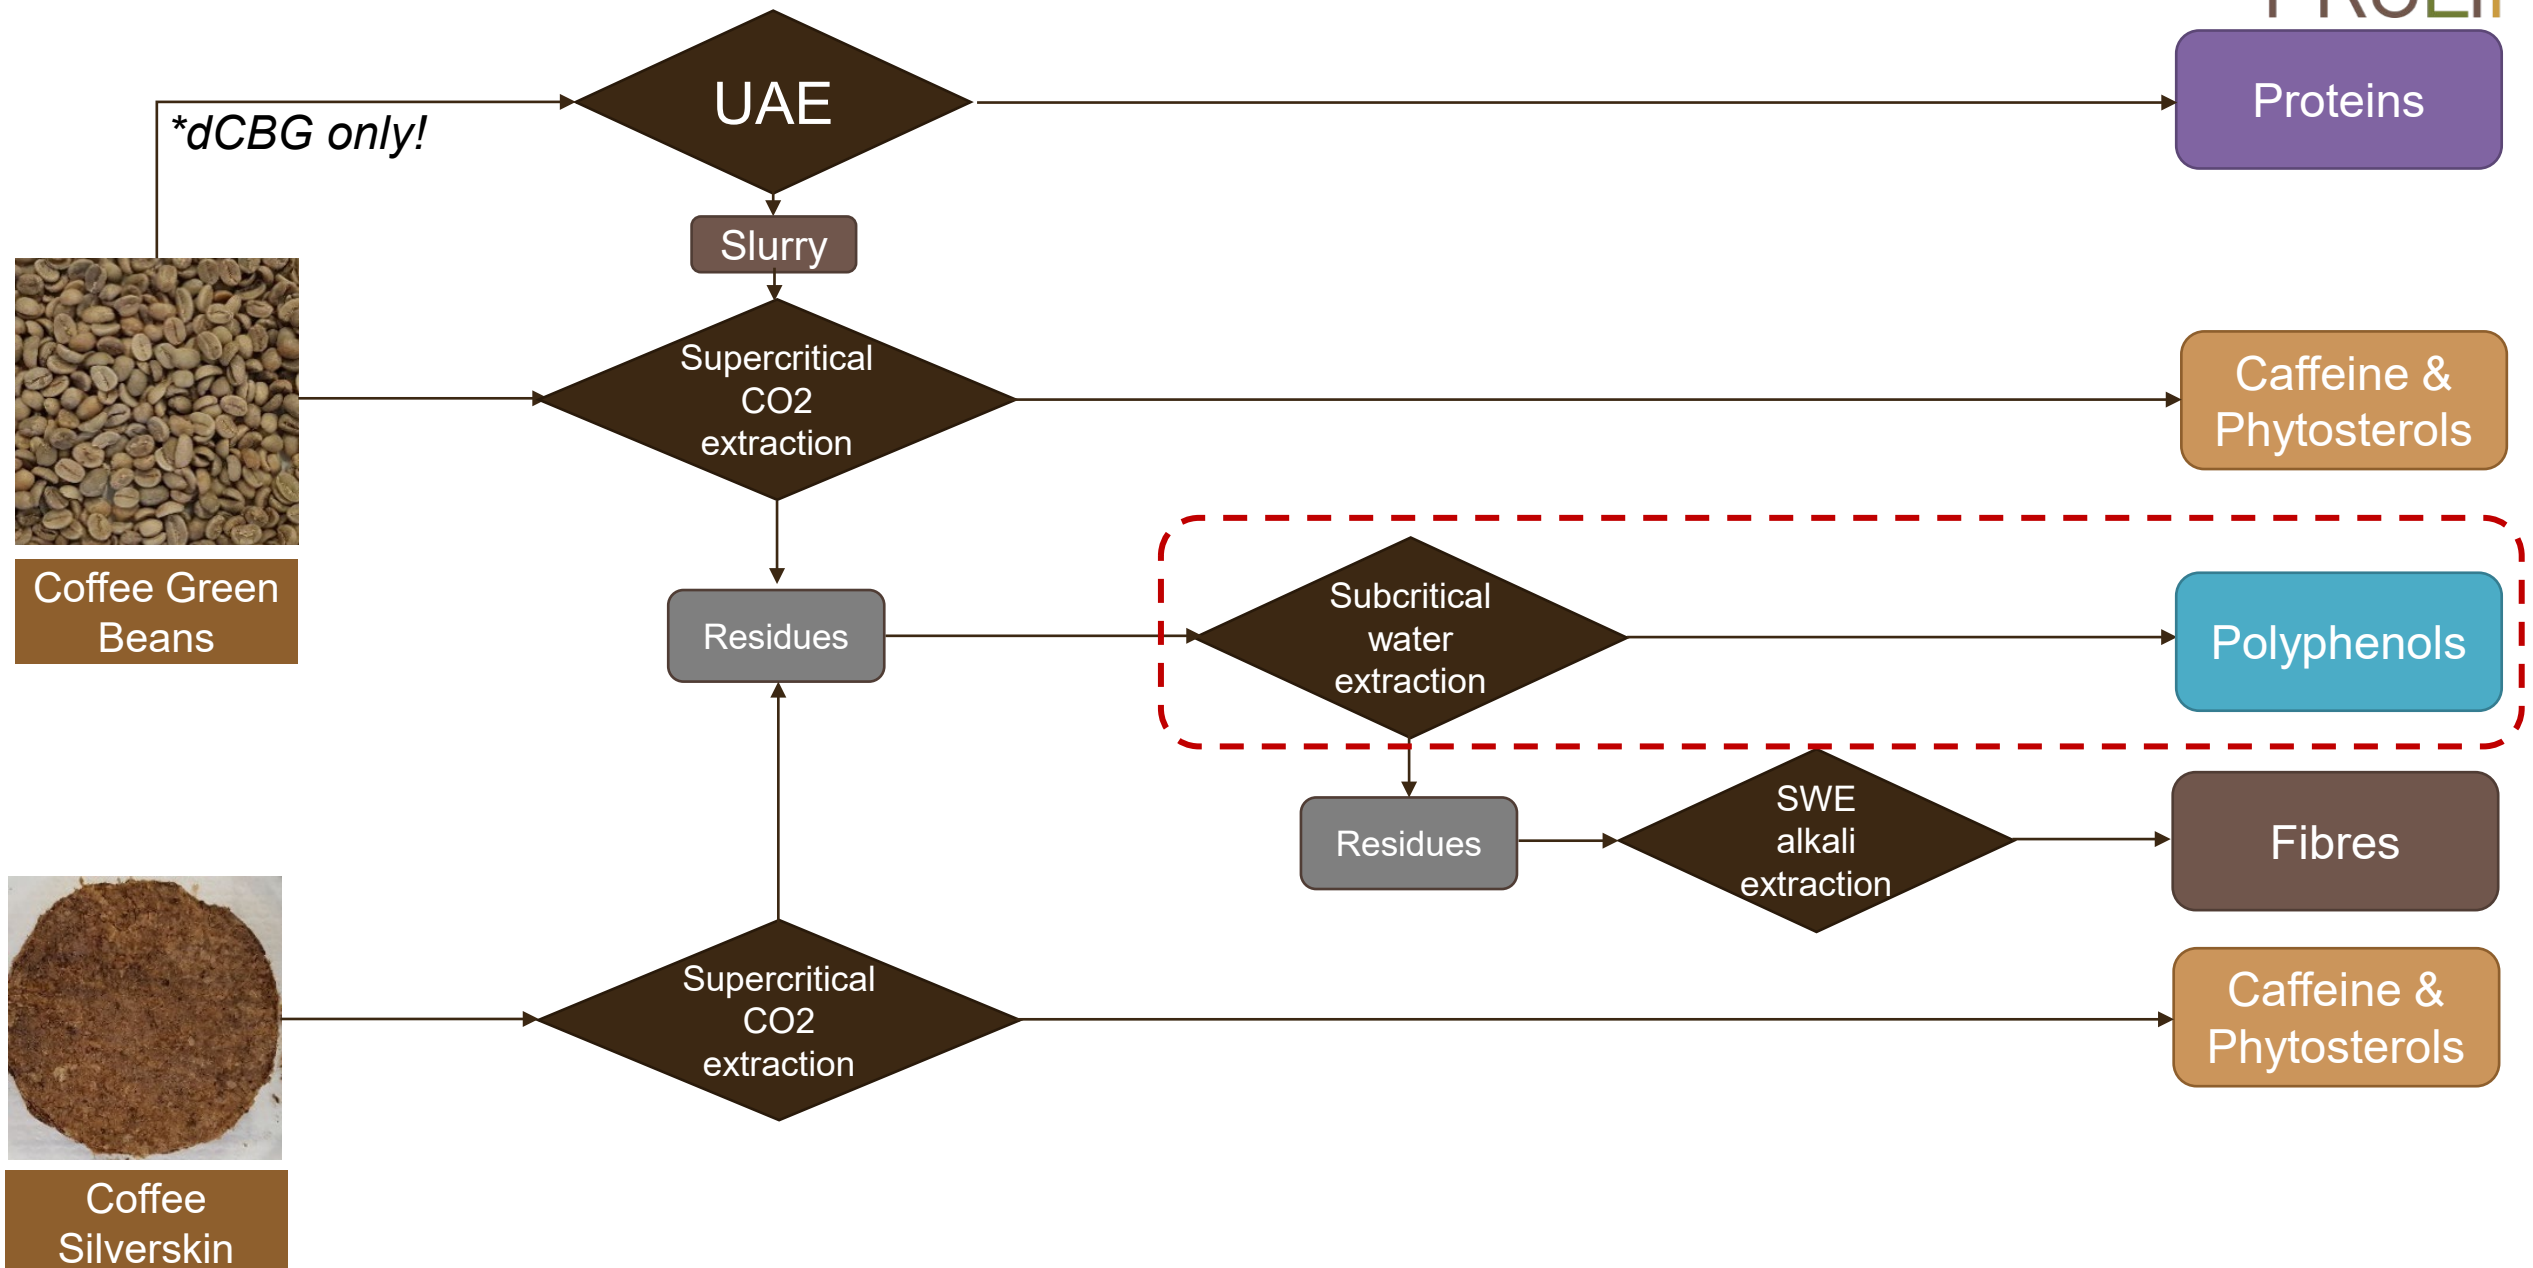 UAE
Proteins
*dCBG only!
Slurry
Supercritical
CO2
extraction
Caffeine &
Phytosterols
Coffee Green
Beans
Residues
Subcritical
water
extraction
Polyphenols
Residues
SWE
alkali
extraction
Fibres
Supercritical
CO2
extraction
Caffeine &
Phytosterols
Coffee
Silverskin